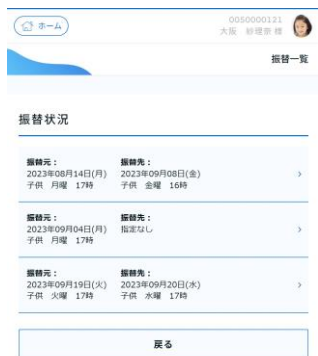 ホーム
0050000121
大阪 紗理奈 様
振替一覧
振替状況
振替元： 振替先：
2023年08月14日(月) 2023年09月08日(金)
子供 月曜 17時 子供 金曜 16時
振替元： 振替先：
2023年09月04日(月) 指定なし
子供 月曜 17時
振替元： 振替先：
2023年09月19日(火) 2023年09月20日(水)
子供 火曜 17時 子供 水曜 17時
戻る